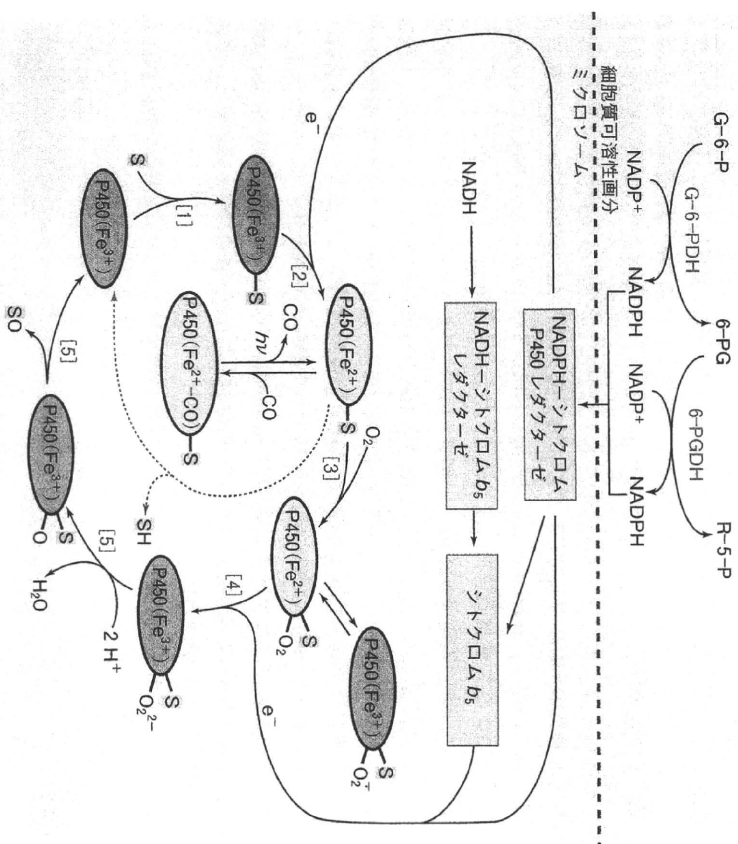 G-6-P
6-PG
R-5-P
G-6-PDH
6-PGDH
NADP⁺
NADPH
NADP⁺
NADPH
細胞質可溶性画分
ミクロソーム
NADPH－シトクロム
P450 レダクターゼ
NADH
NADH－シトクロム b₅
レダクターゼ
シトクロム b₅
e⁻
P450(Fe²⁺)
S
O₂
P450(Fe³⁺)
S
O₂⁻
CO
hν
CO
[2]
[3]
P450(Fe³⁺)
S
P450(Fe²⁺–CO)
S
P450(Fe²⁺)
S
O₂
S
[1]
[4]
e⁻
P450(Fe³⁺)
SH
P450(Fe³⁺)
S
O₂²⁻
[5]
[5]
2 H⁺
SO
P450(Fe³⁺)
S
O
H₂O